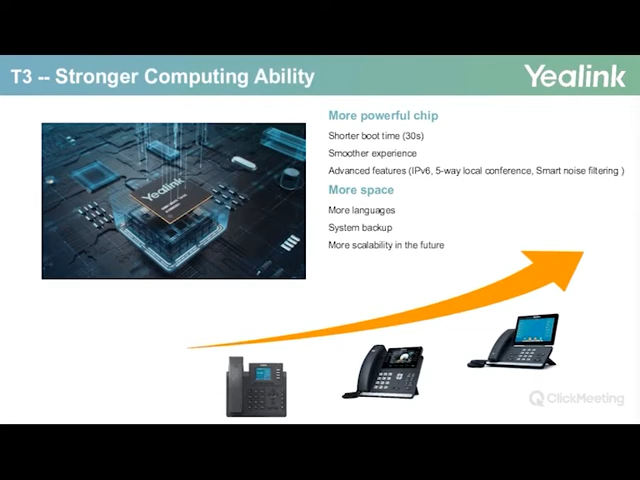 T3 -- Stronger Computing Ability
Yealink
More powerful chip
Shorter boot time (30s)
Smoother experience
Advanced features (IPv6, 5-way local conference, Smart noise filtering )
More space
More languages
System backup
More scalability in the future
Yealink
ClickMeeting